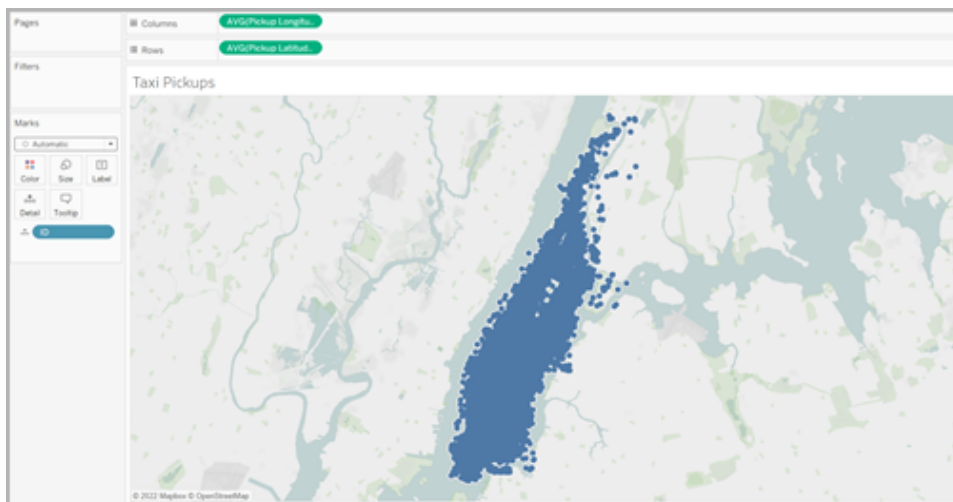 Pages
Columns
AVG(Pickup Longitu..
Rows
AVG(Pickup Latitud..
Filters
Taxi Pickups
Marks
Automatic
Color
Size
Label
Detail
Tooltip
ID
© 2022 Mapbox © OpenStreetMap